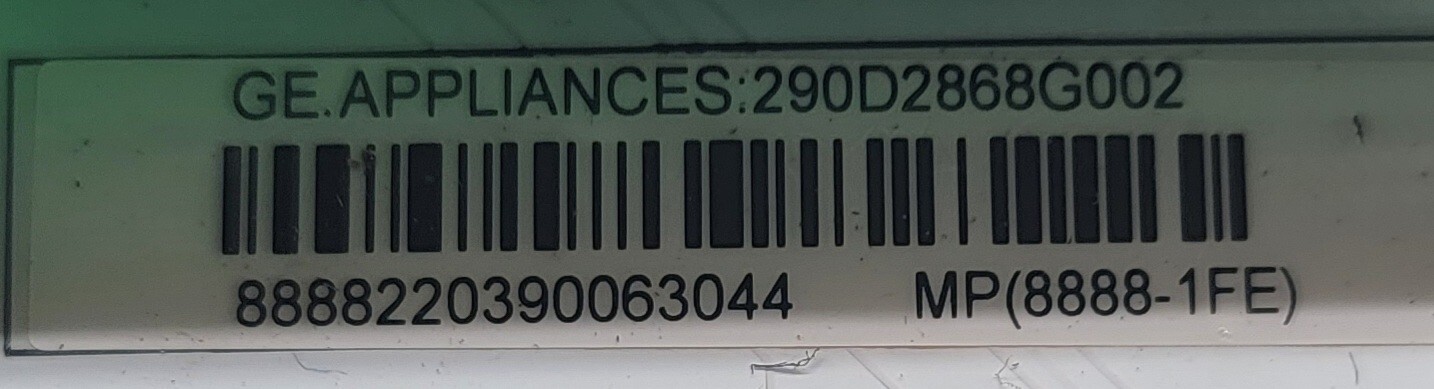 GE.APPLIANCES:290D2868G002
8888220390063044 MP(8888-1FE)